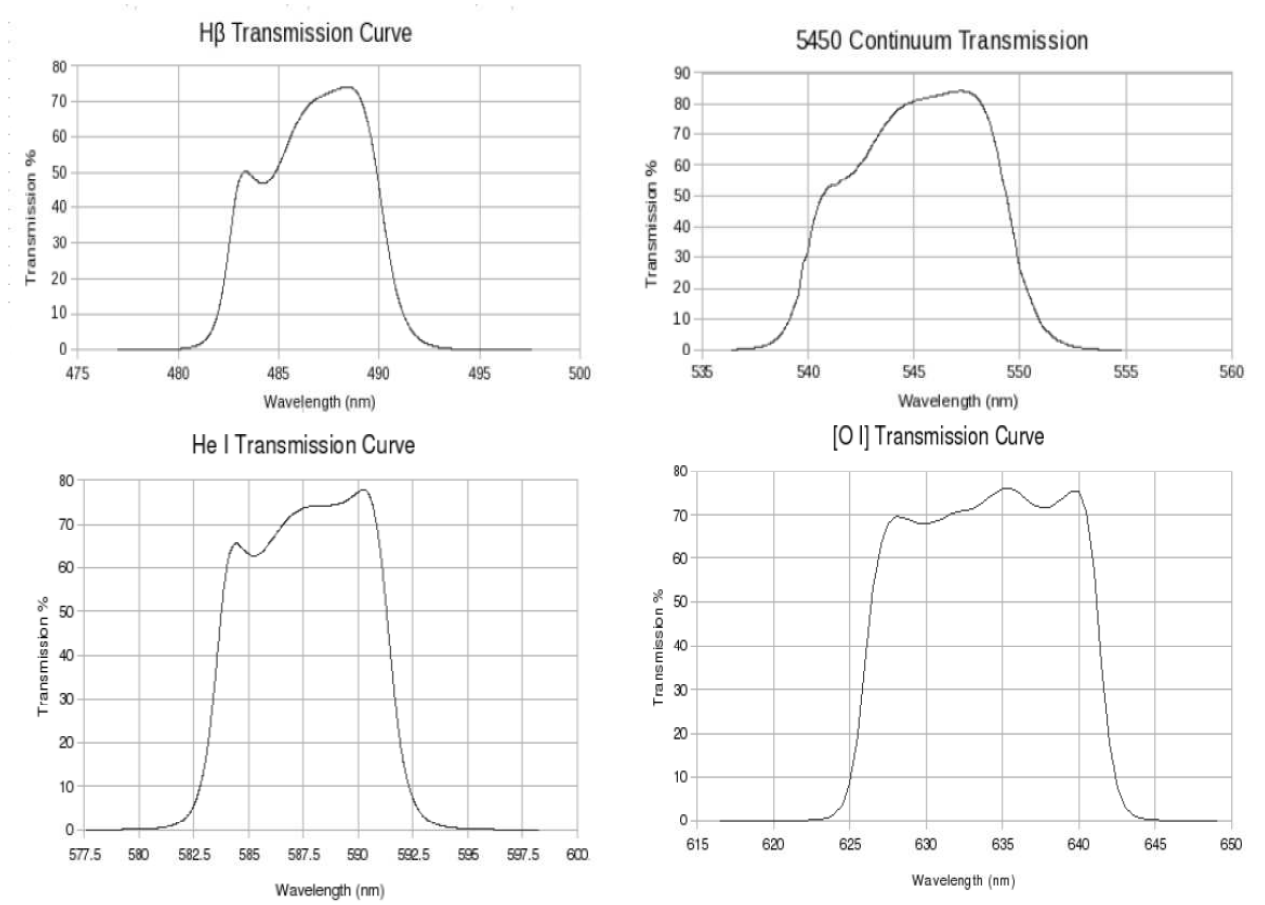 Hβ Transmission Curve
80
70
60
50
40
30
20
10
0
Transmission %
475 480 485 490 495 500
Wavelength (nm)
5450 Continuum Transmission
90
80
70
60
50
40
30
20
10
0
Transmission %
535 540 545 550 555 560
Wavelength (nm)
He I Transmission Curve
80
70
60
50
40
30
20
10
0
Transmission %
577.5 580 582.5 585 587.5 590 592.5 595 597.5 600.
Wavelength (nm)
[O I] Transmission Curve
80
70
60
50
40
30
20
10
0
Transmission %
615 620 625 630 635 640 645 650
Wavelength (nm)